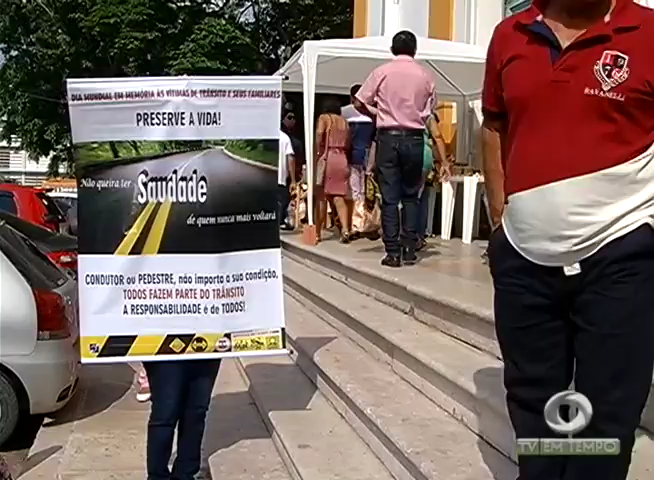 DIA MUNDIAL EM MEMÓRIA ÀS VÍTIMAS DE TRÂNSITO E SEUS FAMILIARES
PRESERVE A VIDA!
Não queira ter
Saudade
de quem nunca mais voltará
CONDUTOR ou PEDESTRE, não importa a sua condição,
TODOS FAZEM PARTE DO TRÂNSITO
A RESPONSABILIDADE é de TODOS!
RAVANELLI
TV EM TEMPO